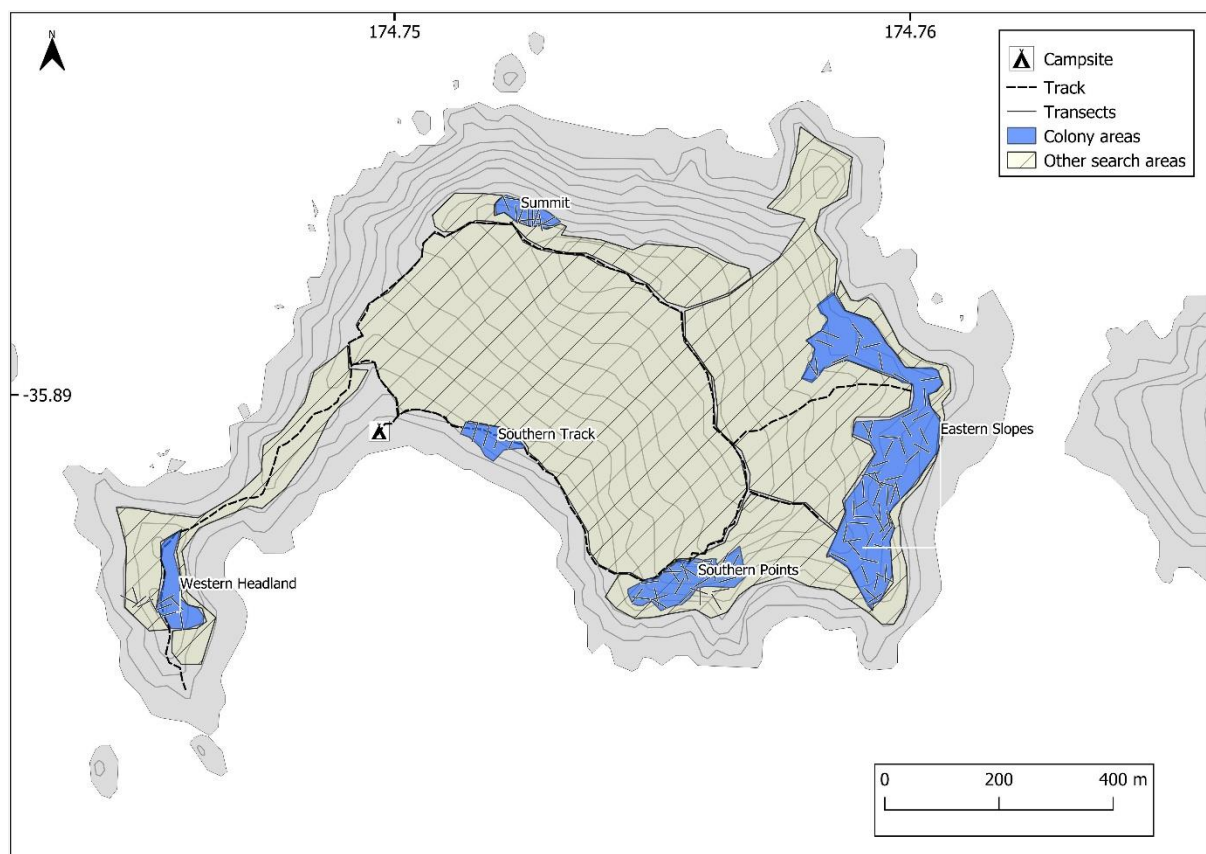 174.75
174.76
N
Campsite
Track
Transects
Colony areas
Other search areas
Summit
-35.89
Southern Track
Eastern Slopes
Western Headland
Southern Points
0
200
400 m